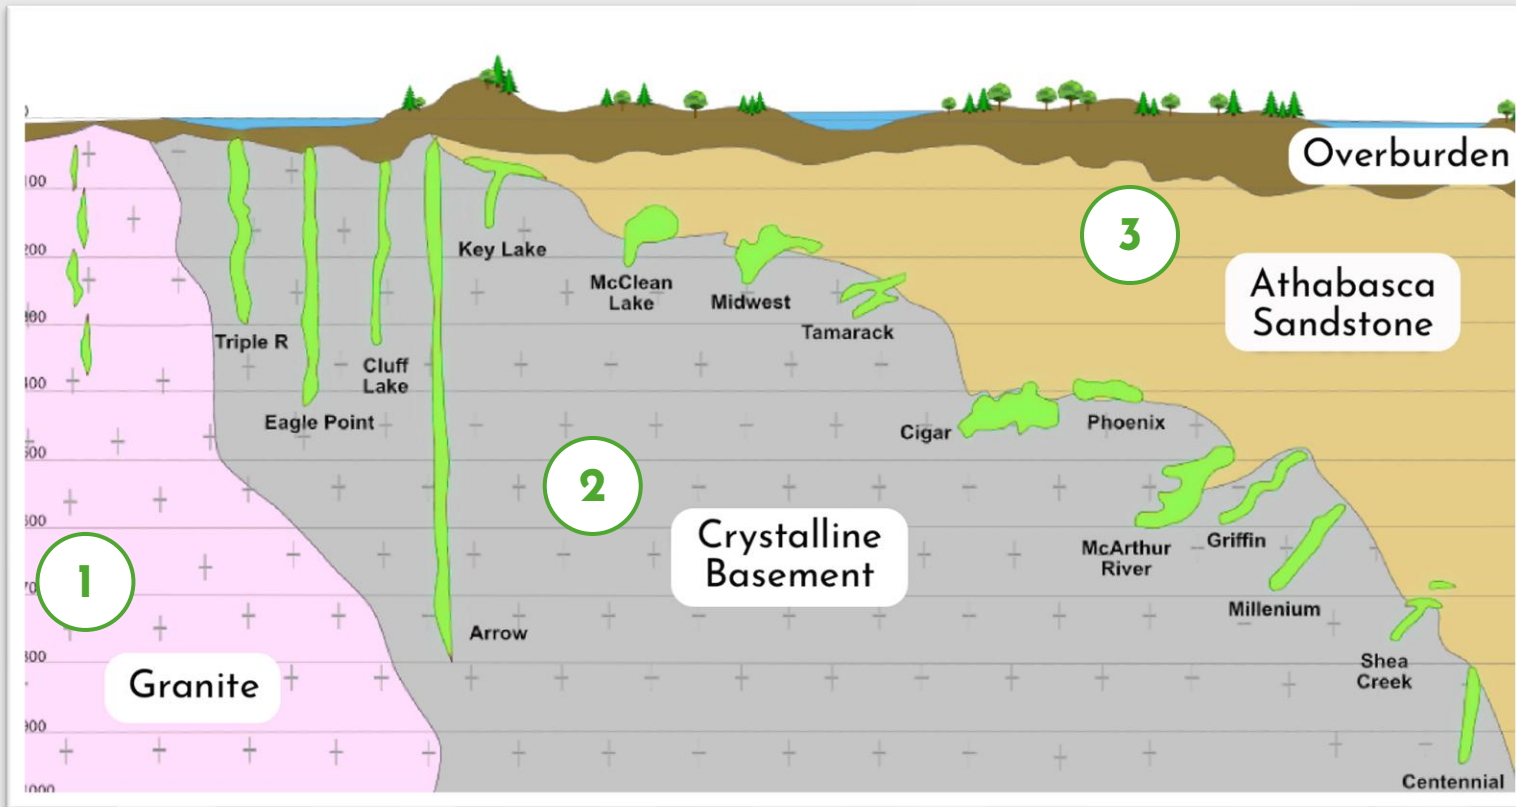 0
Overburden
100
3
200
Key Lake
McClean
Lake
Midwest
Athabasca
Sandstone
Tamarack
Triple R
Cluff
Lake
400
Eagle Point
Cigar
Phoenix
2
Crystalline
Basement
McArthur
River
Griffin
1
Millenium
Arrow
Granite
Shea
Creek
Centennial